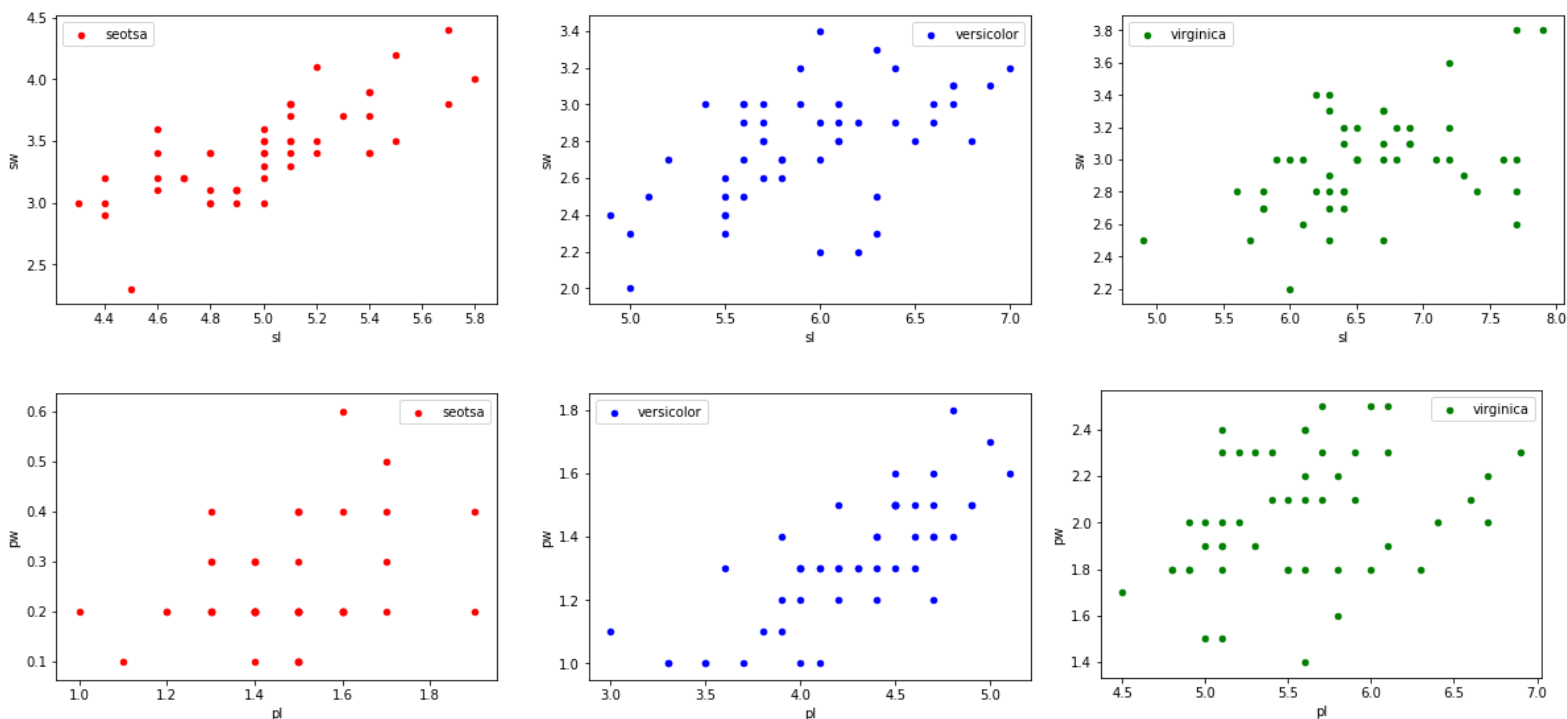 seotsa
4.5
4.0
3.5
3.0
2.5
sw
4.4 4.6 4.8 5.0 5.2 5.4 5.6 5.8
sl
versicolor
3.4
3.2
3.0
2.8
2.6
2.4
2.2
2.0
sw
5.0 5.5 6.0 6.5 7.0
sl
virginica
3.8
3.6
3.4
3.2
3.0
2.8
2.6
2.4
2.2
sw
5.0 5.5 6.0 6.5 7.0 7.5 8.0
sl
seotsa
0.6
0.5
0.4
0.3
0.2
0.1
pw
1.0 1.2 1.4 1.6 1.8
pl
versicolor
1.8
1.6
1.4
1.2
1.0
pw
3.0 3.5 4.0 4.5 5.0
pl
virginica
2.4
2.2
2.0
1.8
1.6
1.4
pw
4.5 5.0 5.5 6.0 6.5 7.0
pl